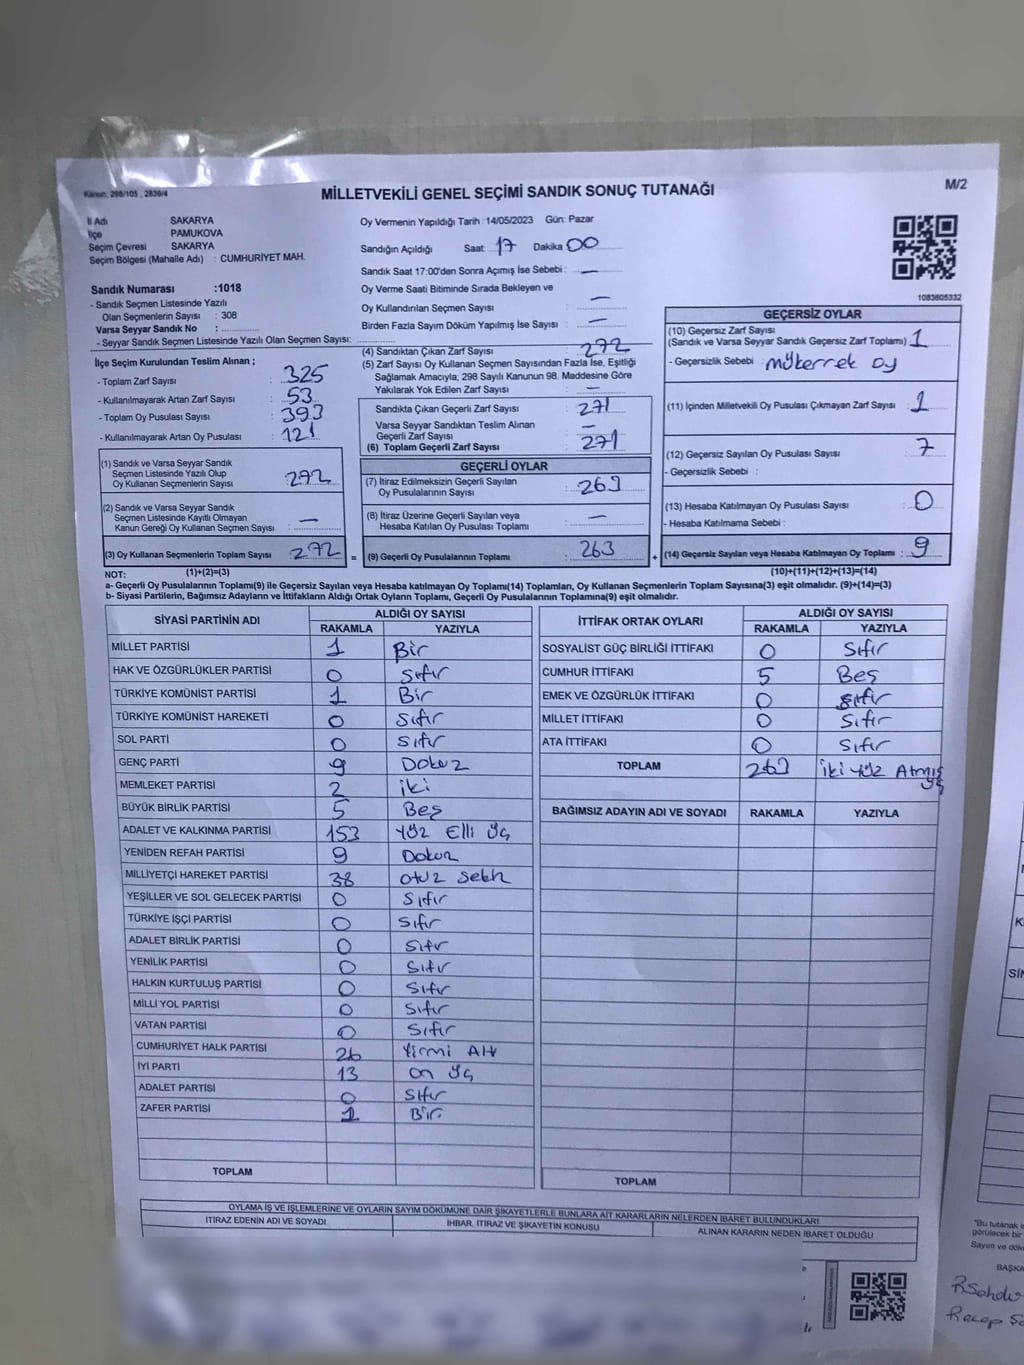 Kanun: 298/105 , 2839/4
MİLLETVEKİLİ GENEL SEÇİMİ SANDIK SONUÇ TUTANAĞI
M/2
İl Adı SAKARYA
İlçe PAMUKOVA
Seçim Çevresi SAKARYA
Seçim Bölgesi (Mahalle Adı) : CUMHURİYET MAH.
Sandık Numarası :1018
- Sandık Seçmen Listesinde Yazılı
Olan Seçmenlerin Sayısı : 308
Varsa Seyyar Sandık No :
- Seyyar Sandık Seçmen Listesinde Yazılı Olan Seçmen Sayısı:
Oy Vermenin Yapıldığı Tarih : 14/05/2023 Gün: Pazar
Sandığın Açıldığı Saat: 17 Dakika 00
Sandık Saat 17:00'den Sonra Açılmış İse Sebebi : —
Oy Verme Saati Bitiminde Sırada Bekleyen ve
Oy Kullandırılan Seçmen Sayısı : —
Birden Fazla Sayım Döküm Yapılmış İse Sayısı : —
1083605332
İlçe Seçim Kurulundan Teslim Alınan ;
- Toplam Zarf Sayısı : 325
- Kullanılmayarak Artan Zarf Sayısı : 53
- Toplam Oy Pusulası Sayısı : 393
- Kullanılmayarak Artan Oy Pusulası : 121
(1) Sandık ve Varsa Seyyar Sandık
Seçmen Listesinde Yazılı Olup
Oy Kullanan Seçmenlerin Sayısı : 272
(2) Sandık ve Varsa Seyyar Sandık
Seçmen Listesinde Kayıtlı Olmayan
Kanun Gereği Oy Kullanan Seçmen Sayısı : —
(3) Oy Kullanan Seçmenlerin Toplam Sayısı : 272
(1)+(2)=(3)
(4) Sandıktan Çıkan Zarf Sayısı : 272
(5) Zarf Sayısı Oy Kullanan Seçmen Sayısından Fazla İse, Eşitliği
Sağlamak Amacıyla; 298 Sayılı Kanunun 98. Maddesine Göre
Yakılarak Yok Edilen Zarf Sayısı : —
Sandıkta Çıkan Geçerli Zarf Sayısı : 271
Varsa Seyyar Sandıktan Teslim Alınan
Geçerli Zarf Sayısı : —
(6) Toplam Geçerli Zarf Sayısı : 271
GEÇERLİ OYLAR
(7) İtiraz Edilmeksizin Geçerli Sayılan
Oy Pusulalarının Sayısı : 263
(8) İtiraz Üzerine Geçerli Sayılan veya
Hesaba Katılan Oy Pusulası Toplamı : —
= (9) Geçerli Oy Pusulalarının Toplamı : 263
GEÇERSİZ OYLAR
(10) Geçersiz Zarf Sayısı
(Sandık ve Varsa Seyyar Sandık Geçersiz Zarf Toplamı) : 1
- Geçersizlik Sebebi : mükerrek oy
(11) İçinden Milletvekili Oy Pusulası Çıkmayan Zarf Sayısı : 1
(12) Geçersiz Sayılan Oy Pusulası Sayısı : 7
- Geçersizlik Sebebi :
(13) Hesaba Katılmayan Oy Pusulası Sayısı : 0
- Hesaba Katılmama Sebebi :
+ (14) Geçersiz Sayılan veya Hesaba Katılmayan Oy Toplamı : 9
(10)+(11)+(12)+(13)=(14)
NOT:
a- Geçerli Oy Pusulalarının Toplamı(9) ile Geçersiz Sayılan veya Hesaba katılmayan Oy Toplamı(14) Toplamları, Oy Kullanan Seçmenlerin Toplam Sayısına(3) eşit olmalıdır. (9)+(14)=(3)
b- Siyasi Partilerin, Bağımsız Adayların ve İttifakların Aldığı Ortak Oyların Toplamı, Geçerli Oy Pusulalarının Toplamına(9) eşit olmalıdır.
SİYASİ PARTİNİN ADI ALDIĞI OY SAYISI
RAKAMLA YAZIYLA
MİLLET PARTİSİ 1 Bir
HAK VE ÖZGÜRLÜKLER PARTİSİ 0 Sıfır
TÜRKİYE KOMÜNİST PARTİSİ 1 Bir
TÜRKİYE KOMÜNİST HAREKETİ 0 Sıfır
SOL PARTİ 0 Sıfır
GENÇ PARTİ 9 Dokuz
MEMLEKET PARTİSİ 2 iki
BÜYÜK BİRLİK PARTİSİ 5 Beş
ADALET VE KALKINMA PARTİSİ 153 Yüz Elli Üç
YENİDEN REFAH PARTİSİ 9 Dokuz
MİLLİYETÇİ HAREKET PARTİSİ 38 otuz Sekiz
YEŞİLLER VE SOL GELECEK PARTİSİ 0 Sıfır
TÜRKİYE İŞÇİ PARTİSİ 0 Sıfır
ADALET BİRLİK PARTİSİ 0 Sıfır
YENİLİK PARTİSİ 0 Sıfır
HALKIN KURTULUŞ PARTİSİ 0 Sıfır
MİLLİ YOL PARTİSİ 0 Sıfır
VATAN PARTİSİ 0 Sıfır
CUMHURİYET HALK PARTİSİ 26 Yirmi Altı
İYİ PARTİ 13 on Üç
ADALET PARTİSİ 0 Sıfır
ZAFER PARTİSİ 1 Bir
TOPLAM
İTTİFAK ORTAK OYLARI ALDIĞI OY SAYISI
RAKAMLA YAZIYLA
SOSYALİST GÜÇ BİRLİĞİ İTTİFAKI 0 Sıfır
CUMHUR İTTİFAKI 5 Beş
EMEK VE ÖZGÜRLÜK İTTİFAKI 0 Sıfır
MİLLET İTTİFAKI 0 Sıfır
ATA İTTİFAKI 0 Sıfır
TOPLAM 263 İki Yüz Atmış
Üç
BAĞIMSIZ ADAYIN ADI VE SOYADI RAKAMLA YAZIYLA
TOPLAM
OYLAMA İŞ VE İŞLEMLERİNE VE OYLARIN SAYIM DÖKÜMÜNE DAİR ŞİKAYETLERLE BUNLARA AİT KARARLARIN NELERDEN İBARET BULUNDUKLARI
İTİRAZ EDENİN ADI VE SOYADI İHBAR, İTİRAZ VE ŞİKAYETİN KONUSU ALINAN KARARIN NEDEN İBARET OLDUĞU
"Bu tutanak
görülecek bir
Sayım ve dök
BAŞKA
Recep